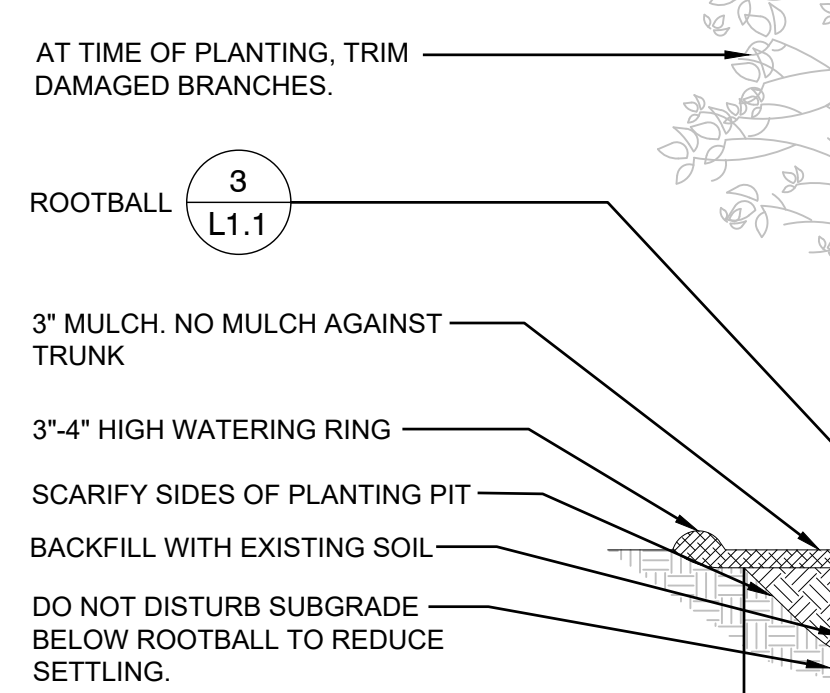 AT TIME OF PLANTING, TRIM
DAMAGED BRANCHES.
ROOTBALL
3
L1.1
3" MULCH. NO MULCH AGAINST
TRUNK
3"-4" HIGH WATERING RING
SCARIFY SIDES OF PLANTING PIT
BACKFILL WITH EXISTING SOIL
DO NOT DISTURB SUBGRADE
BELOW ROOTBALL TO REDUCE
SETTLING.